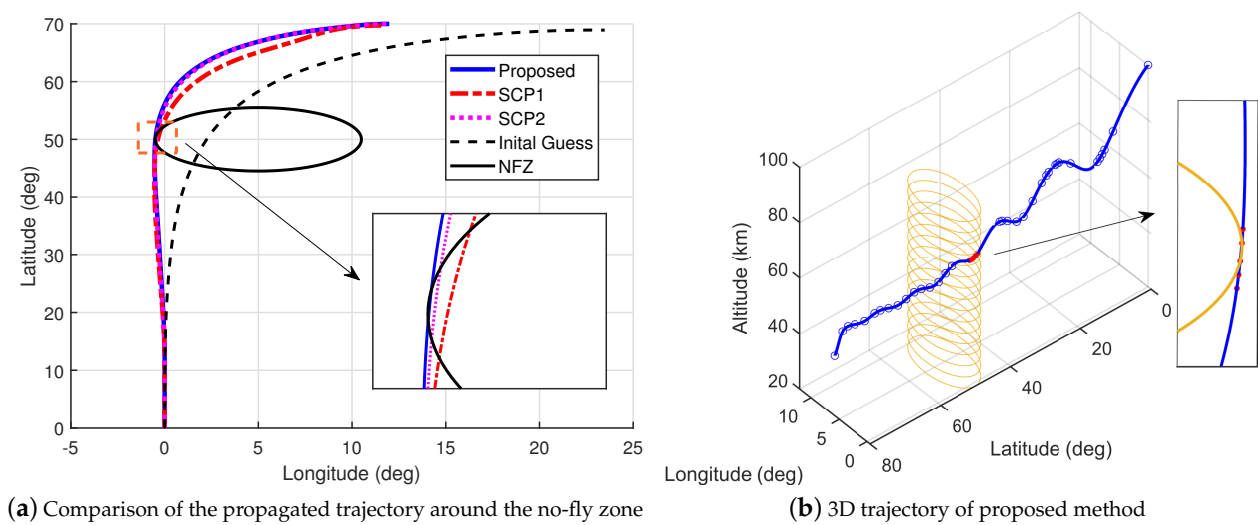 70
60
50
40
30
20
10
0
-5
0
5
10
15
20
25
Latitude (deg)
Longitude (deg)
Proposed
SCP1
SCP2
Inital Guess
NFZ
(a) Comparison of the propagated trajectory around the no-fly zone
100
80
60
40
20
Altitude (km)
10
5
0
Longitude (deg)
80
60
40
20
0
Latitude (deg)
(b) 3D trajectory of proposed method